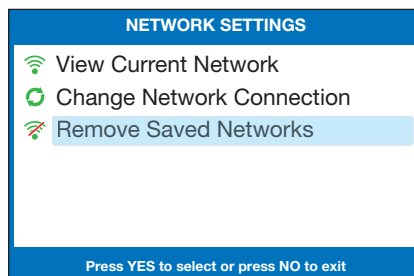 NETWORK SETTINGS
View Current Network
Change Network Connection
Remove Saved Networks
Press YES to select or press NO to exit